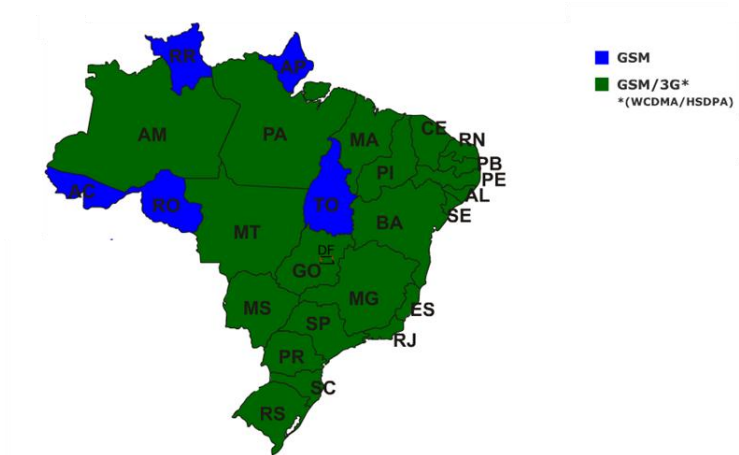 RR
AP
GSM
GSM/3G*
*(WCDMA/HSDPA)
AM
PA
MA
CE
RN
PI
PB
PE
AC
RO
TO
AL
SE
BA
MT
DF
GO
MS
MG
ES
SP
RJ
PR
SC
RS